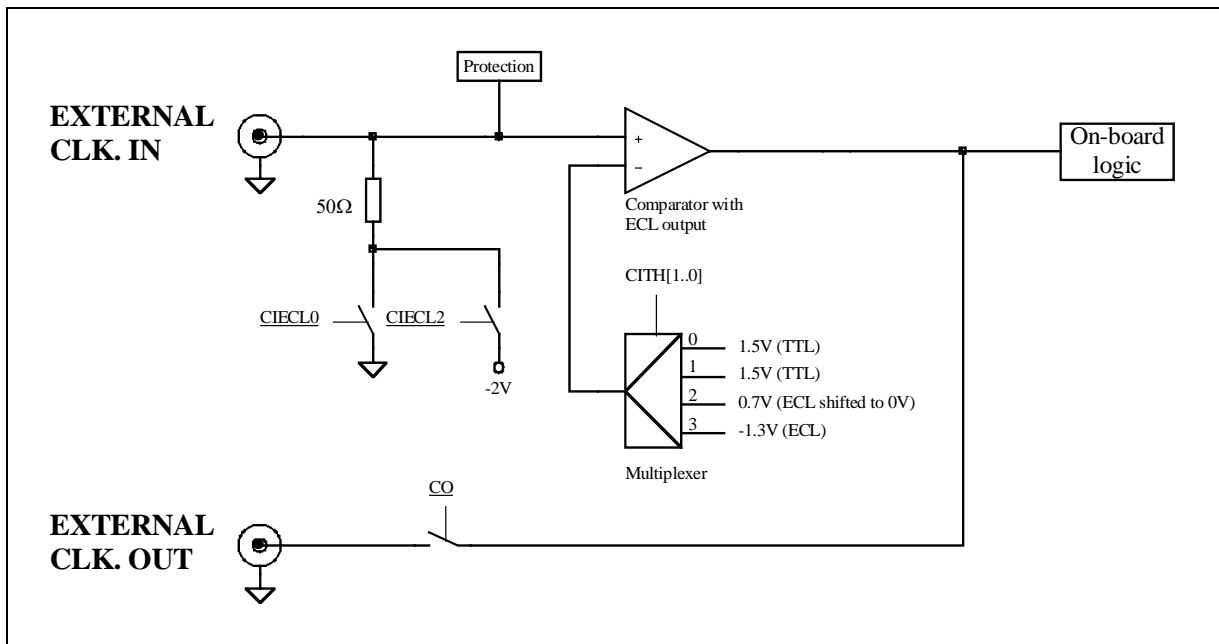 Protection
EXTERNAL
CLK. IN
+
−
On-board
logic
Comparator with
ECL output
50Ω
CITH[1..0]
CIECL0
CIECL2
0
1.5V (TTL)
1
1.5V (TTL)
2
0.7V (ECL shifted to 0V)
3
-1.3V (ECL)
-2V
Multiplexer
CO
EXTERNAL
CLK. OUT